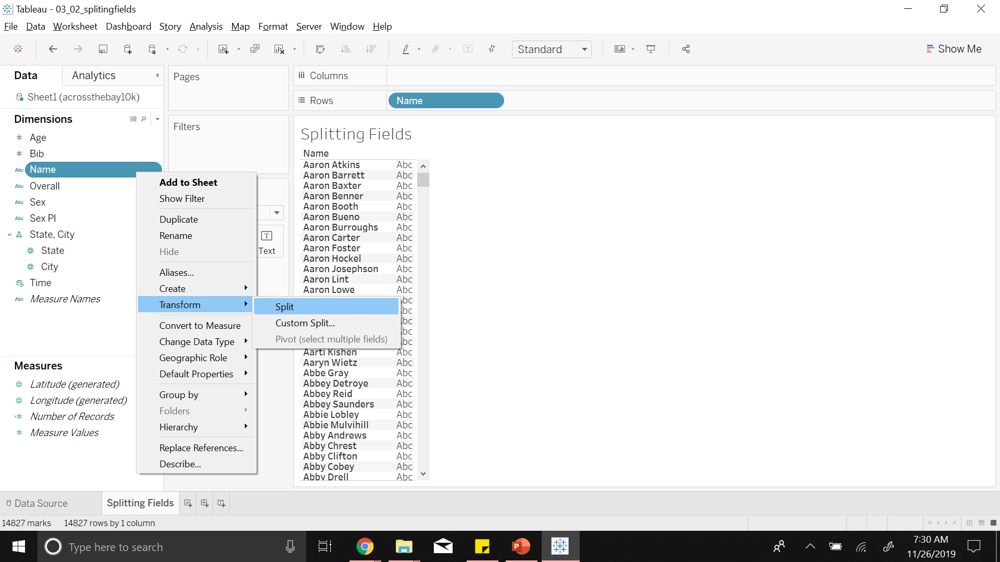 Tableau - 03_02_splitingfields
File Data Worksheet Dashboard Story Analysis Map Format Server Window Help
Standard
Show Me
Data
Analytics
Pages
Columns
Sheet1 (acrossthebay10k)
Rows
Name
Dimensions
Filters
Splitting Fields
# Age
# Bib
Abc Name
Abc Overall
Abc Sex
Abc Sex Pl
State, City
State
City
Time
Abc Measure Names
Measures
Latitude (generated)
Longitude (generated)
=# Number of Records
# Measure Values
Add to Sheet
Show Filter
Duplicate
Rename
Hide
Aliases...
Create
Transform
Convert to Measure
Change Data Type
Geographic Role
Default Properties
Group by
Folders
Hierarchy
Replace References...
Describe...
T
Text
Split
Custom Split...
Pivot (select multiple fields)
Name
Aaron Atkins Abc
Aaron Barrett Abc
Aaron Baxter Abc
Aaron Benner Abc
Aaron Booth Abc
Aaron Bueno Abc
Aaron Burroughs Abc
Aaron Carter Abc
Aaron Foster Abc
Aaron Hockel Abc
Aaron Josephson Abc
Aaron Lint Abc
Aaron Lowe Abc
bc
bc
bc
bc
bc
Aarti Kishen Abc
Aaryn Wietz Abc
Abbe Gray Abc
Abbey Detroye Abc
Abbey Reid Abc
Abbey Saunders Abc
Abbie Lobley Abc
Abbie Mulvihill Abc
Abby Andrews Abc
Abby Chrest Abc
Abby Clifton Abc
Abby Cobey Abc
Abby Drell Abc
Data Source
Splitting Fields
14827 marks 14827 rows by 1 column
Type here to search
7:30 AM
11/26/2019